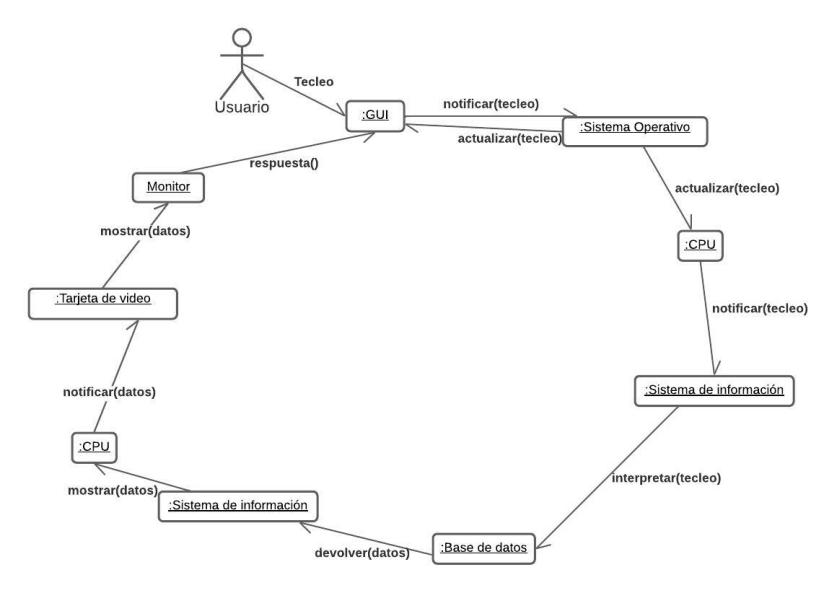 Tecleo
Usuario
:GUI
notificar(tecleo)
:Sistema Operativo
actualizar(tecleo)
respuesta()
Monitor
actualizar(tecleo)
mostrar(datos)
:CPU
:Tarjeta de video
notificar(tecleo)
notificar(datos)
:Sistema de información
:CPU
interpretar(tecleo)
mostrar(datos)
:Sistema de información
devolver(datos)
:Base de datos